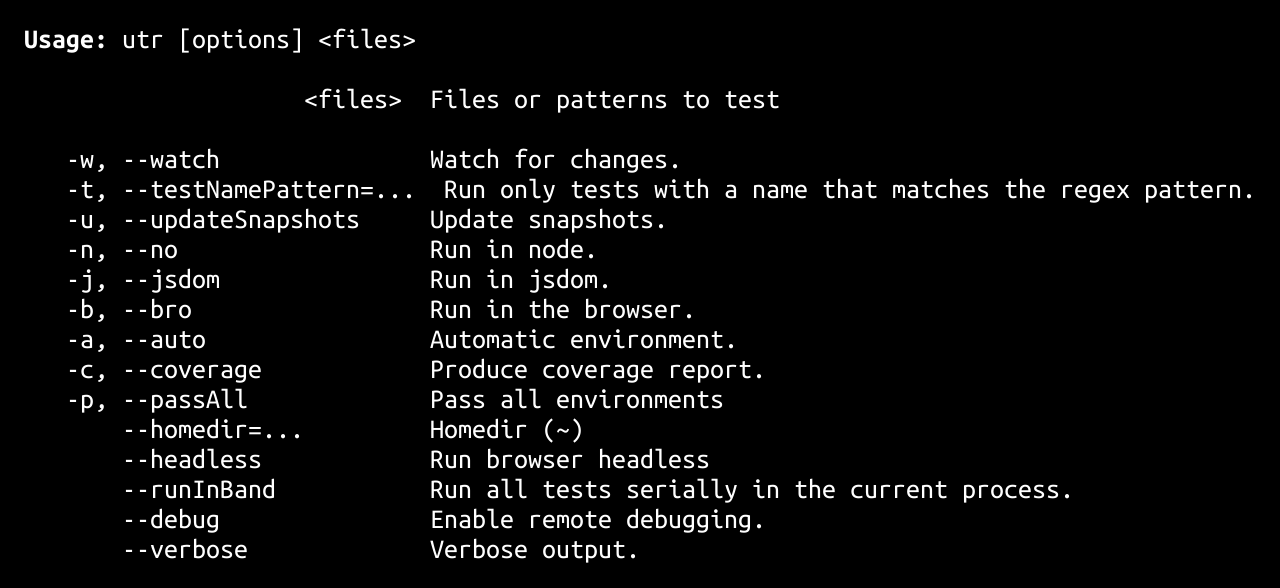 Usage: utr [options] <files>
<files> Files or patterns to test
-w, --watch Watch for changes.
-t, --testNamePattern=... Run only tests with a name that matches the regex pattern.
-u, --updateSnapshots Update snapshots.
-n, --no Run in node.
-j, --jsdom Run in jsdom.
-b, --bro Run in the browser.
-a, --auto Automatic environment.
-c, --coverage Produce coverage report.
-p, --passAll Pass all environments
--homedir=... Homedir (~)
--headless Run browser headless
--runInBand Run all tests serially in the current process.
--debug Enable remote debugging.
--verbose Verbose output.